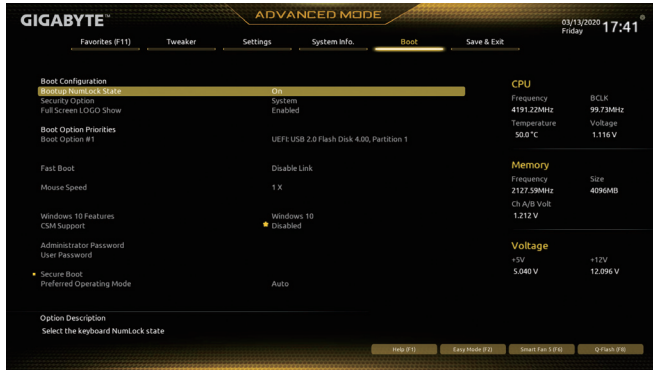 GIGABYTE™
ADVANCED MODE
03/13/2020 Friday 17:41
Favorites (F11) Tweaker Settings System Info. Boot Save & Exit
Boot Configuration
Bootup NumLock State On
Security Option System
Full Screen LOGO Show Enabled
Boot Option Priorities
Boot Option #1 UEFI: USB 2.0 Flash Disk 4.00, Partition 1
Fast Boot Disable Link
Mouse Speed 1 X
Windows 10 Features Windows 10
CSM Support Disabled
Administrator Password
User Password
Secure Boot
Preferred Operating Mode Auto
Option Description
Select the keyboard NumLock state
CPU
Frequency BCLK
4191.22MHz 99.73MHz
Temperature Voltage
50.0 °C 1.116 V
Memory
Frequency Size
2127.59MHz 4096MB
Ch A/B Volt
1.212 V
Voltage
+5V +12V
5.040 V 12.096 V
Help (F1) Easy Mode (F2) Smart Fan 5 (F6) Q-Flash (F8)